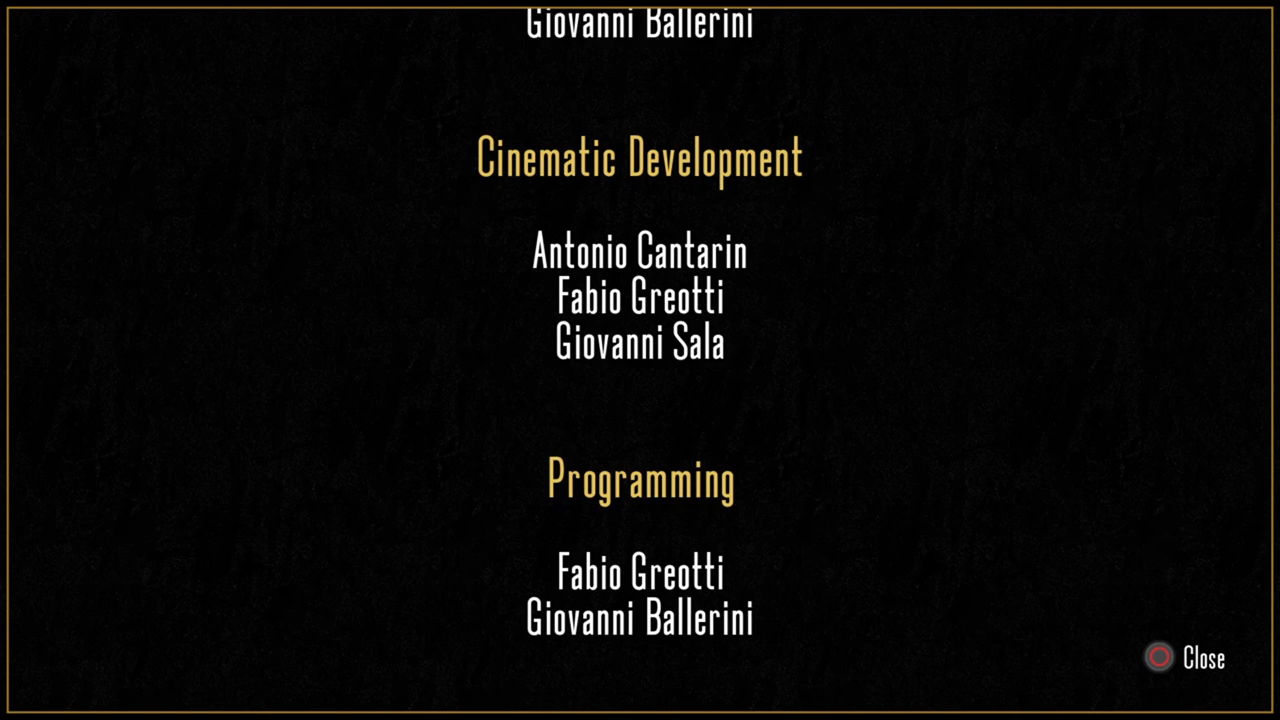 Giovanni Ballerini
Cinematic Development
Antonio Cantarin
Fabio Greotti
Giovanni Sala
Programming
Fabio Greotti
Giovanni Ballerini
Close